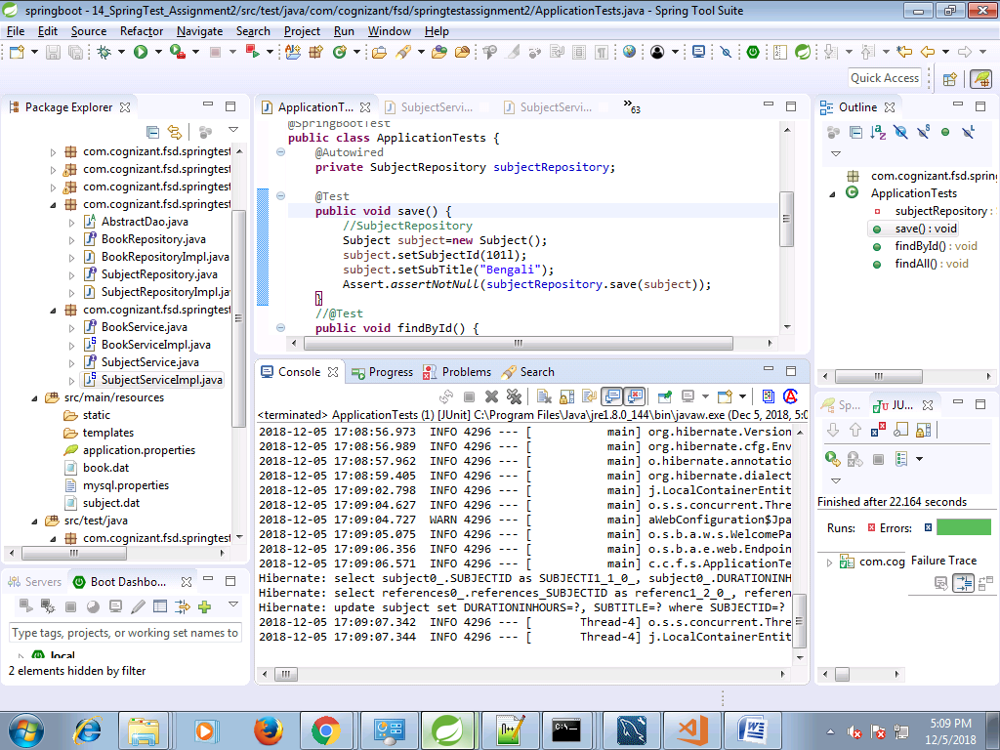 springboot - 14_SpringTest_Assignment2/src/test/java/com/cognizant/fsd/springtestassignment2/ApplicationTests.java - Spring Tool Suite
File Edit Source Refactor Navigate Search Project Run Window Help
Quick Access
Package Explorer
com.cognizant.fsd.springtest
com.cognizant.fsd.springtest
com.cognizant.fsd.springtest
com.cognizant.fsd.springtest
AbstractDao.java
BookRepository.java
BookRepositoryImpl.java
SubjectRepository.java
SubjectRepositoryImpl.ja
com.cognizant.fsd.springtest
BookService.java
BookServiceImpl.java
SubjectService.java
SubjectServiceImpl.java
src/main/resources
static
templates
application.properties
book.dat
mysql.properties
subject.dat
src/test/java
com.cognizant.fsd.springtest
Servers Boot Dashbo...
Type tags, projects, or working set names to
local
2 elements hidden by filter
ApplicationT... SubjectServi... SubjectServi... »63
@SpringBootTest
public class ApplicationTests {
@Autowired
private SubjectRepository subjectRepository;
@Test
public void save() {
//SubjectRepository
Subject subject=new Subject();
subject.setSubjectId(101l);
subject.setSubTitle("Bengali");
Assert.assertNotNull(subjectRepository.save(subject));
}
//@Test
public void findById() {
Console Progress Problems Search
<terminated> ApplicationTests (1) [JUnit] C:\Program Files\Java\jre1.8.0_144\bin\javaw.exe (Dec 5, 2018, 5:0
2018-12-05 17:08:56.973 INFO 4296 --- [ main] org.hibernate.Version
2018-12-05 17:08:56.989 INFO 4296 --- [ main] org.hibernate.cfg.Env
2018-12-05 17:08:57.962 INFO 4296 --- [ main] o.hibernate.annotatio
2018-12-05 17:08:59.405 INFO 4296 --- [ main] org.hibernate.dialect
2018-12-05 17:09:02.798 INFO 4296 --- [ main] j.LocalContainerEntit
2018-12-05 17:09:04.627 INFO 4296 --- [ main] o.s.s.concurrent.Thre
2018-12-05 17:09:04.727 WARN 4296 --- [ main] aWebConfiguration$Jpa
2018-12-05 17:09:05.075 INFO 4296 --- [ main] o.s.b.a.w.s.WelcomePa
2018-12-05 17:09:06.356 INFO 4296 --- [ main] o.s.b.a.e.web.Endpoin
2018-12-05 17:09:06.571 INFO 4296 --- [ main] c.c.f.s.ApplicationTe
Hibernate: select subject0_.SUBJECTID as SUBJECTI1_1_0_, subject0_.DURATIONINH
Hibernate: select references0_.references_SUBJECTID as referenc1_2_0_, referen
Hibernate: update subject set DURATIONINHOURS=?, SUBTITLE=? where SUBJECTID=?
2018-12-05 17:09:07.342 INFO 4296 --- [ Thread-4] o.s.s.concurrent.Thre
2018-12-05 17:09:07.344 INFO 4296 --- [ Thread-4] j.LocalContainerEntit
Outline
com.cognizant.fsd.spring
ApplicationTests
subjectRepository :
save() : void
findById() : void
findAll() : void
Sp... JU...
Finished after 22.164 seconds
Runs: Errors:
com.cog Failure Trace
5:09 PM
12/5/2018